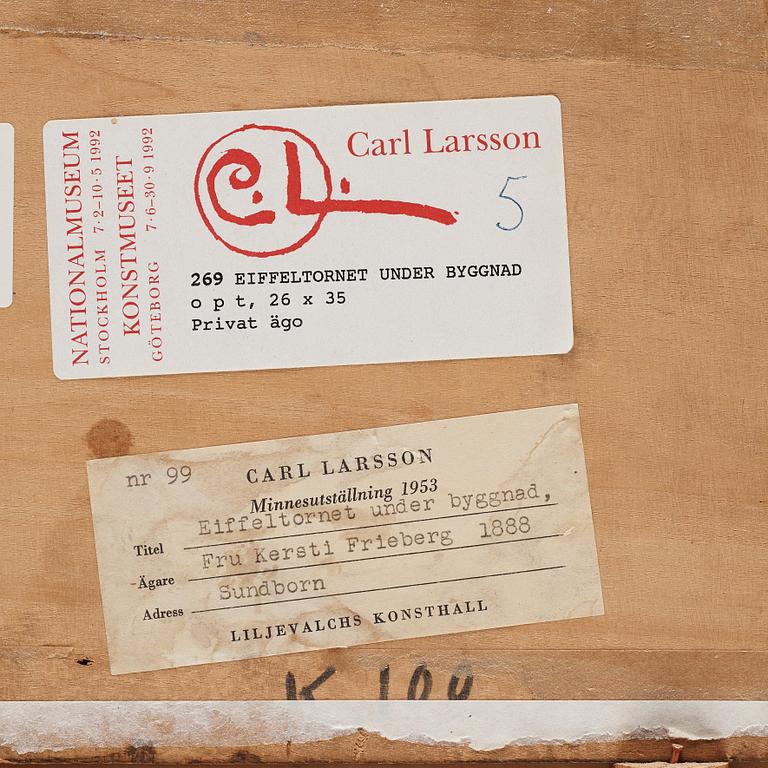 NATIONALMUSEUM
STOCKHOLM 7·2–10·5 1992
KONSTMUSEET
GÖTEBORG 7·6–30·9 1992
C.L.
Carl Larsson
5
269 EIFFELTORNET UNDER BYGGNAD
o p t, 26 x 35
Privat ägo
nr 99
CARL LARSSON
Minnesutställning 1953
Titel Eiffeltornet under byggnad,
Ägare Fru Kersti Frieberg 1888
Adress Sundborn
LILJEVALCHS KONSTHALL